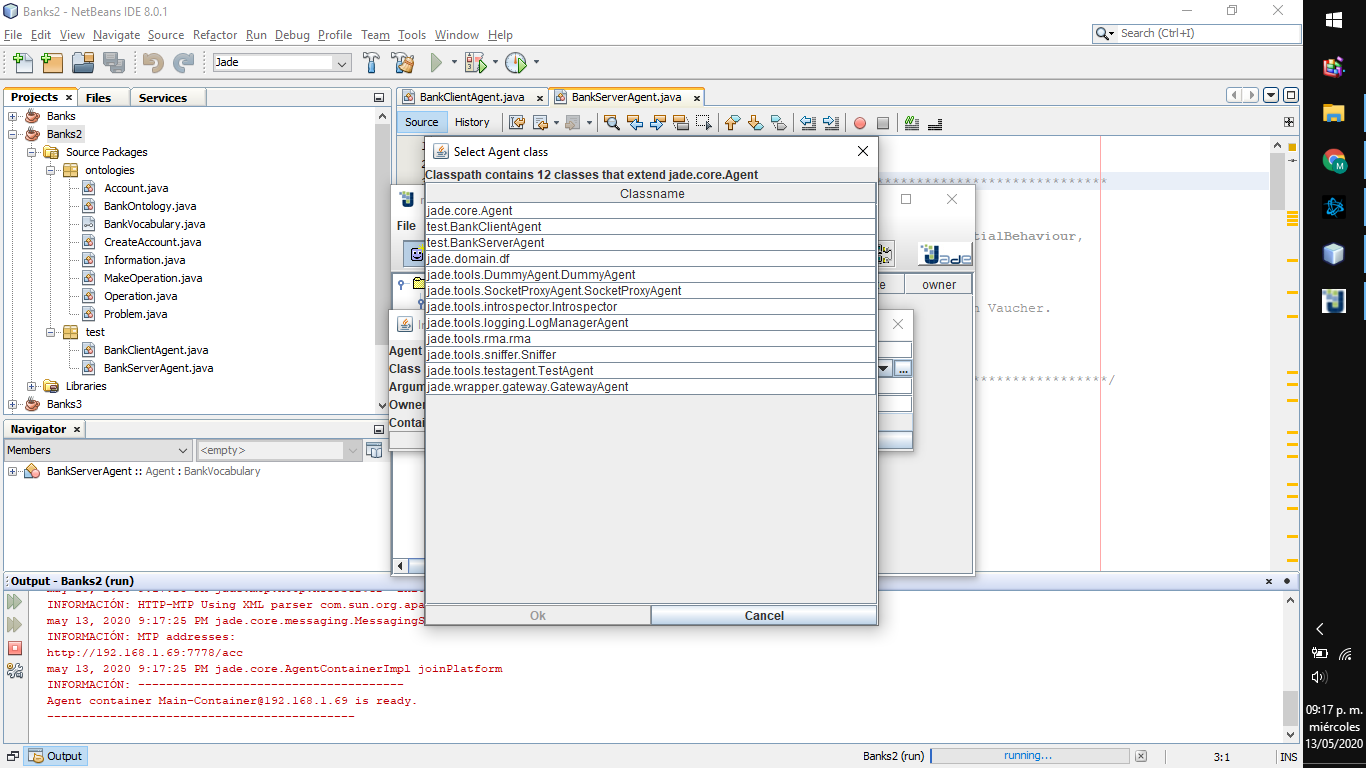 Banks2 - NetBeans IDE 8.0.1
File Edit View Navigate Source Refactor Run Debug Profile Team Tools Window Help
Search (Ctrl+I)
Jade
Projects Files Services
Banks
Banks2
Source Packages
ontologies
Account.java
BankOntology.java
BankVocabulary.java
CreateAccount.java
Information.java
MakeOperation.java
Operation.java
Problem.java
test
BankClientAgent.java
BankServerAgent.java
Libraries
Banks3
Navigator
Members <empty>
BankServerAgent :: Agent : BankVocabulary
BankClientAgent.java BankServerAgent.java
Source History
tialBehaviour,
Vaucher.
File
Jade
owner
Agent
Class
...
Owner
Select Agent class
Classpath contains 12 classes that extend jade.core.Agent
Classname
jade.core.Agent
test.BankClientAgent
test.BankServerAgent
jade.domain.df
jade.tools.DummyAgent.DummyAgent
jade.tools.SocketProxyAgent.SocketProxyAgent
jade.tools.introspector.Introspector
jade.tools.logging.LogManagerAgent
jade.tools.rma.rma
jade.tools.sniffer.Sniffer
jade.tools.testagent.TestAgent
jade.wrapper.gateway.GatewayAgent
Ok Cancel
Output - Banks2 (run)
INFORMACIÓN: HTTP-MTP Using XML parser com.sun.org.apa
may 13, 2020 9:17:25 PM jade.core.messaging.MessagingS
INFORMACIÓN: MTP addresses:
http://192.168.1.69:7778/acc
may 13, 2020 9:17:25 PM jade.core.AgentContainerImpl joinPlatform
INFORMACIÓN: --------------------------------------
Agent container Main-Container@192.168.1.69 is ready.
--------------------------------------------
Output
Banks2 (run) running... 3:1 INS
09:17 p. m.
miércoles
13/05/2020